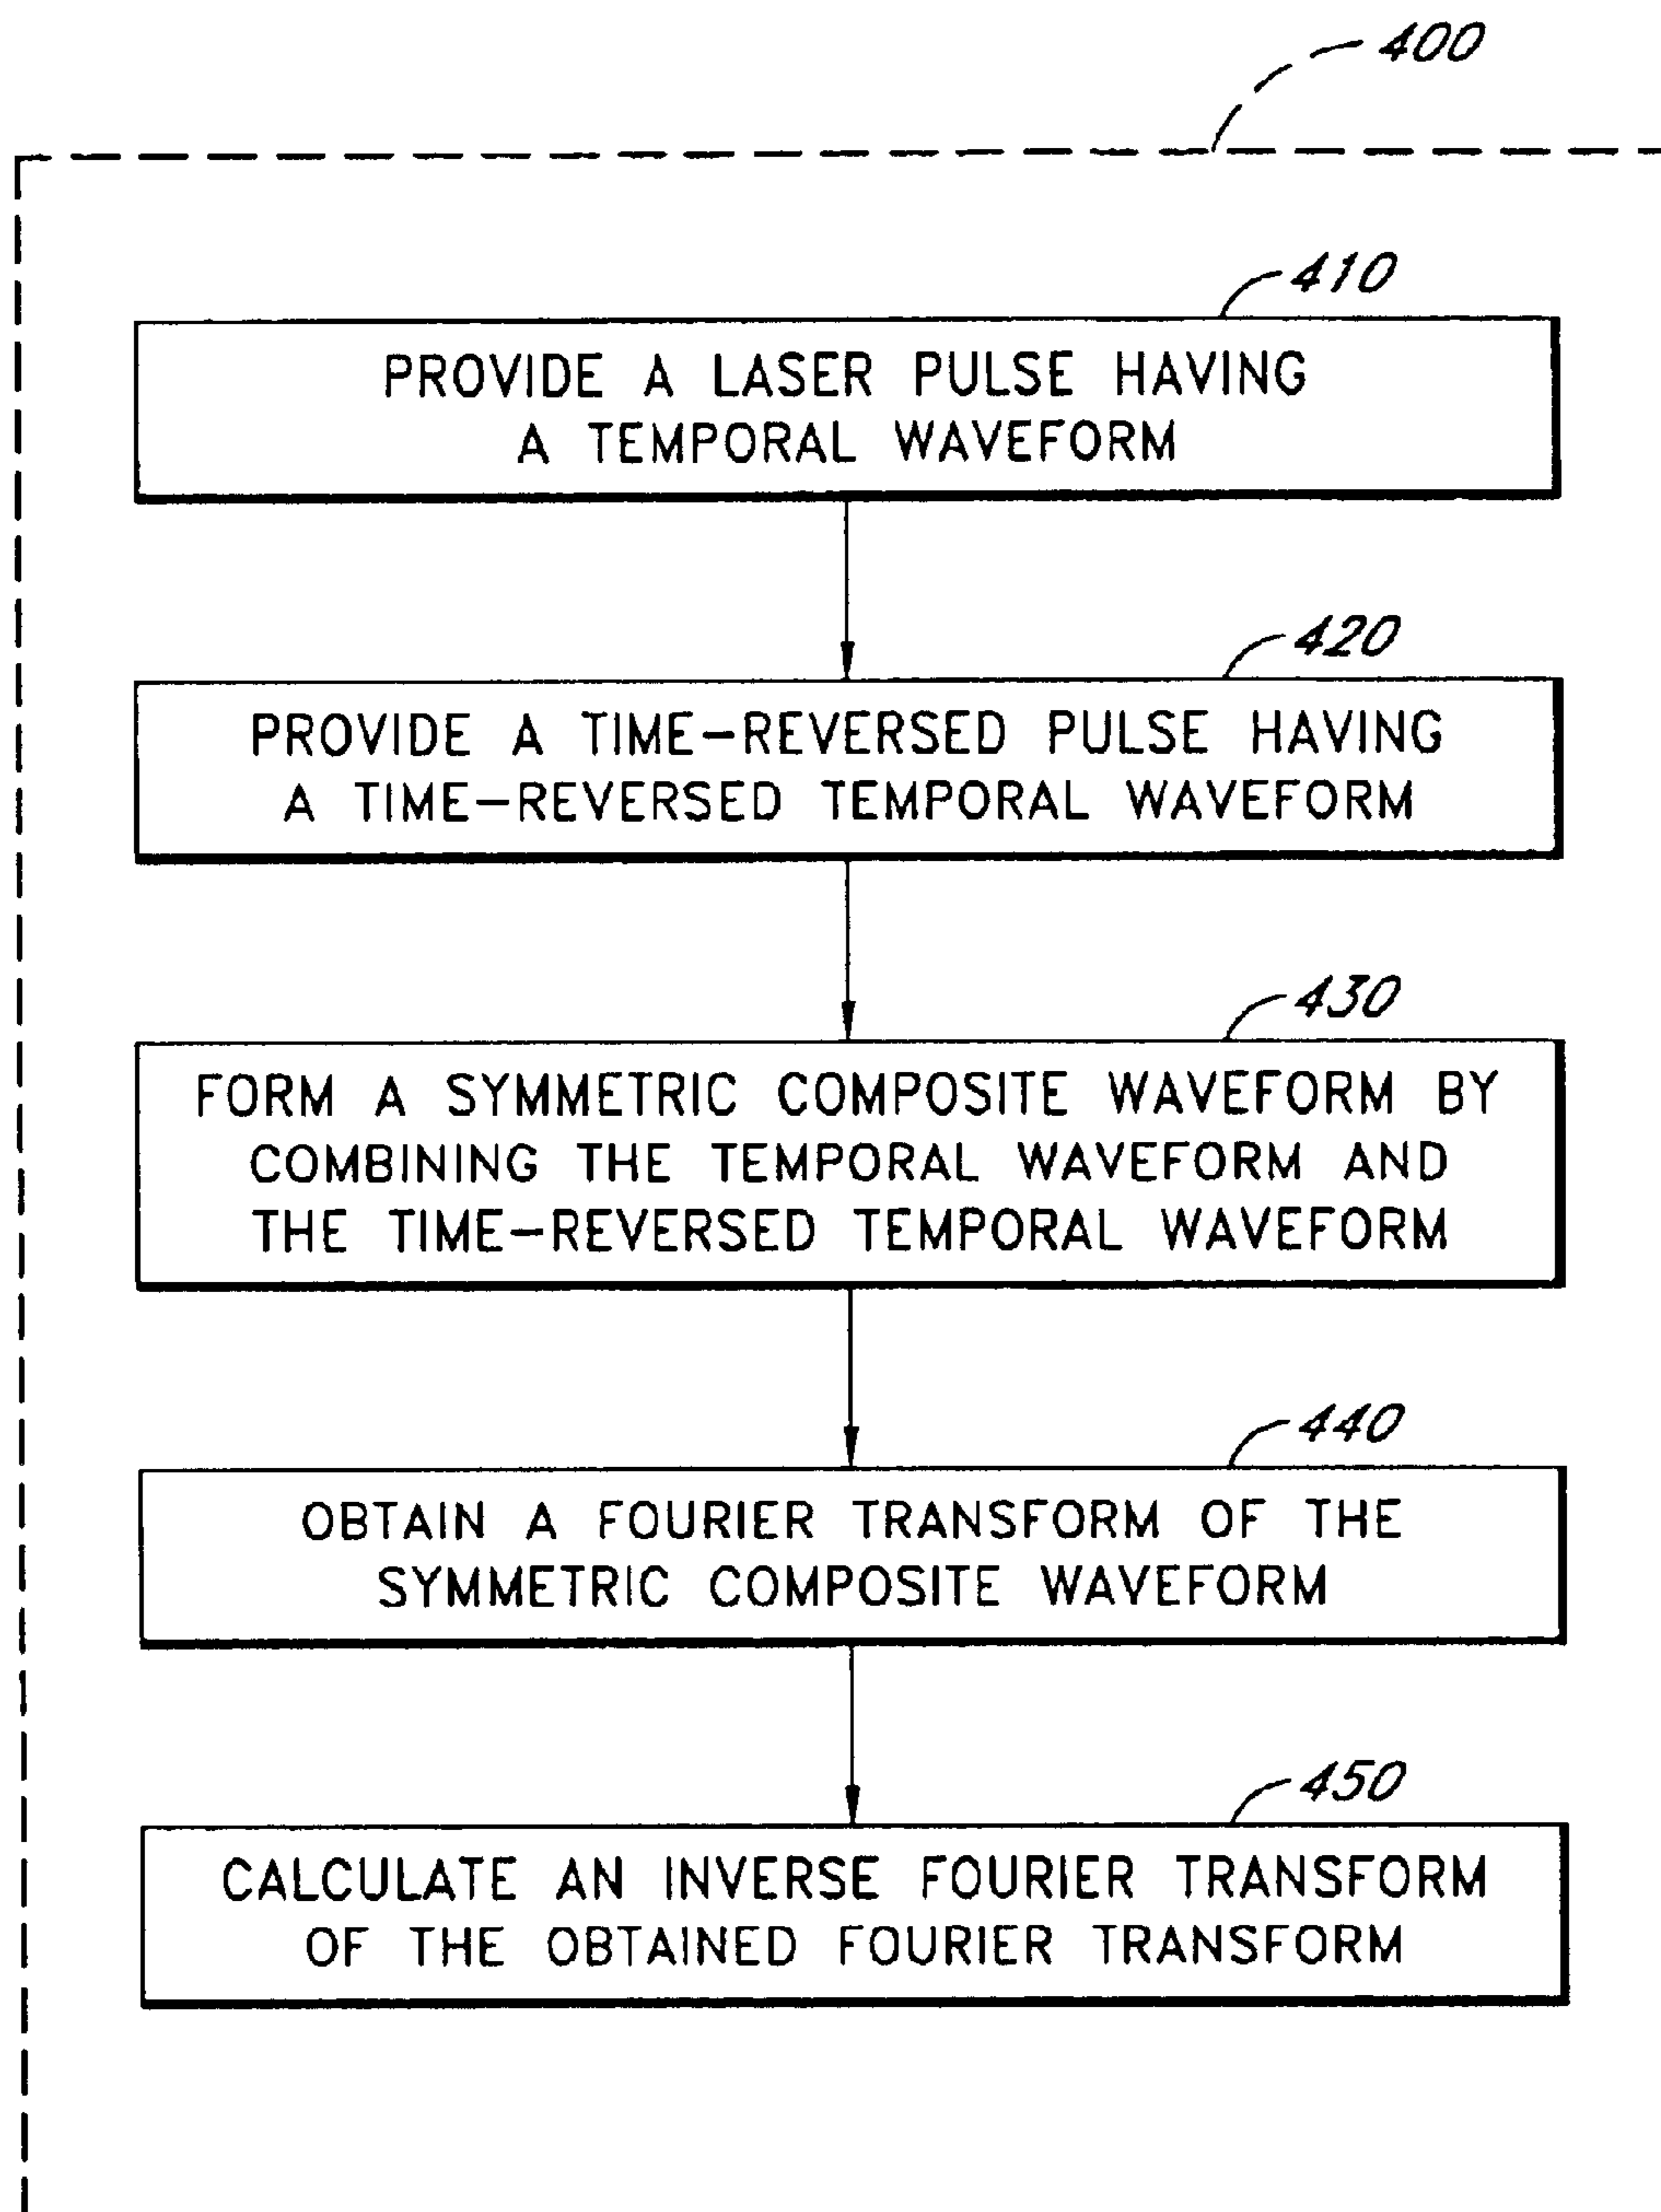 400
410
PROVIDE A LASER PULSE HAVING
A TEMPORAL WAVEFORM
420
PROVIDE A TIME-REVERSED PULSE HAVING
A TIME-REVERSED TEMPORAL WAVEFORM
430
FORM A SYMMETRIC COMPOSITE WAVEFORM BY
COMBINING THE TEMPORAL WAVEFORM AND
THE TIME-REVERSED TEMPORAL WAVEFORM
440
OBTAIN A FOURIER TRANSFORM OF THE
SYMMETRIC COMPOSITE WAVEFORM
450
CALCULATE AN INVERSE FOURIER TRANSFORM
OF THE OBTAINED FOURIER TRANSFORM